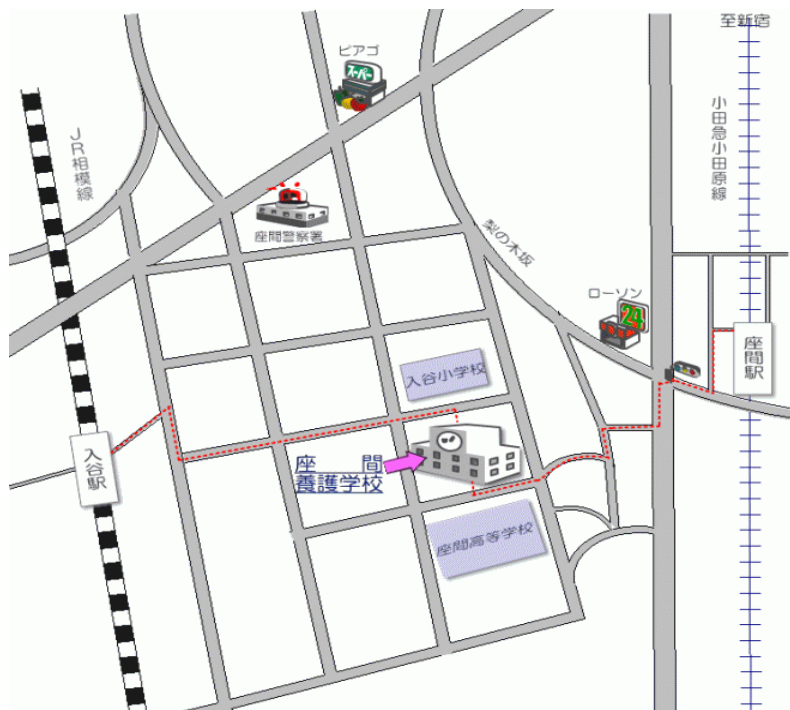 至新宿
ピアゴ
スーパー
小田急小田原線
JR相模線
座間警察署
梨の木坂
ローソン
24
座間駅
入谷小学校
入谷駅
座　間
養護学校
座間高等学校